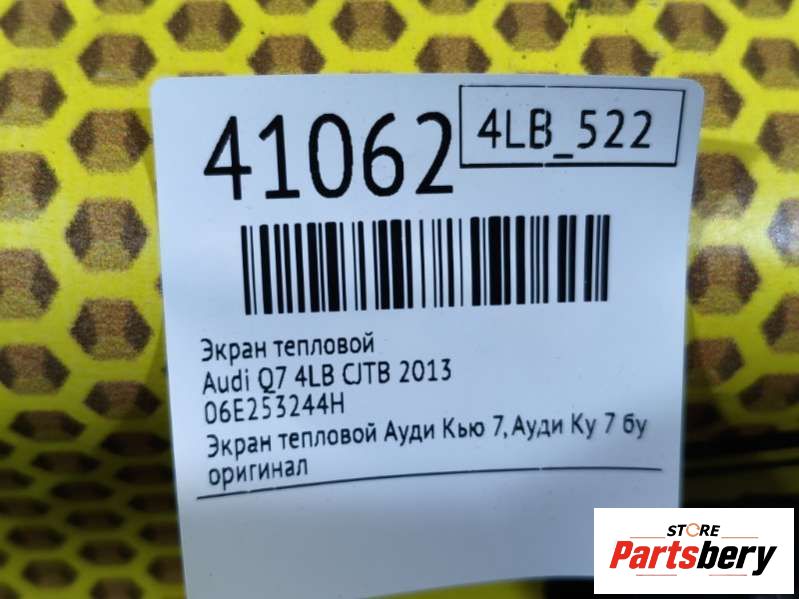 41062
4LB_522
Экран тепловой
Audi Q7 4LB CJTB 2013
06E253244H
Экран тепловой Ауди Кью 7,Ауди Ку 7 бу
оригинал
STORE
Partsbery